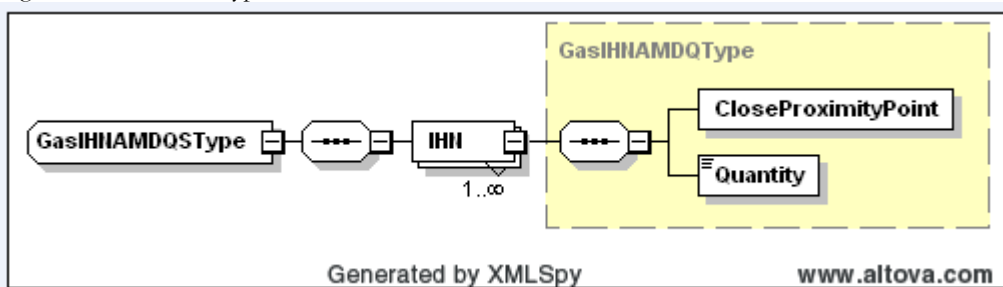 GasIHNAMDQType
CloseProximityPoint
GasIHNAMDQSType
IHN
1..∞
Quantity
Generated by XMLSpy
www.altova.com